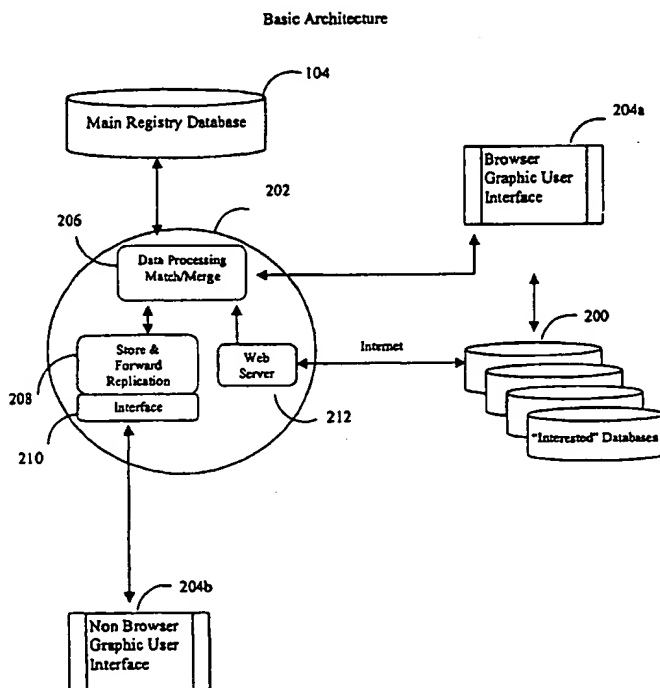 Basic Architecture
104
Main Registry Database
204a
Browser
Graphic User
Interface
202
206
Data Processing
Match/Merge
200
Internet
Store &
Forward
Replication
Web
Server
208
Interface
212
"Interested" Databases
210
204b
Non Browser
Graphic User
Interface